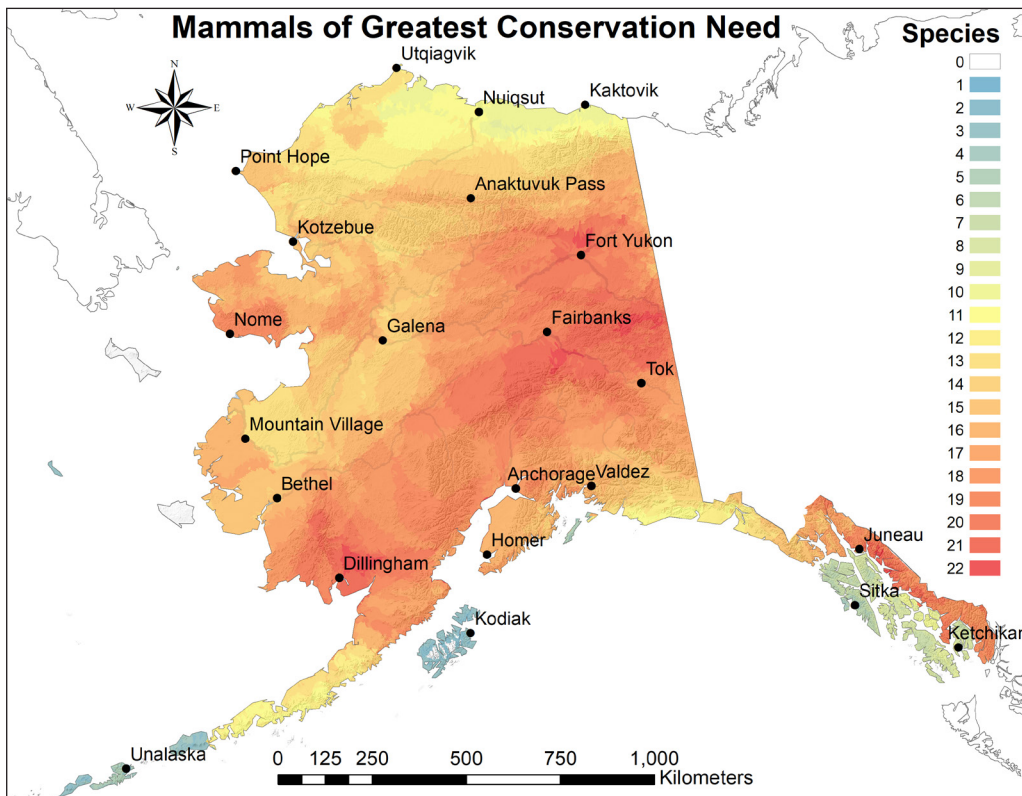 Mammals of Greatest Conservation Need
Species
0
1
2
3
4
5
6
7
8
9
10
11
12
13
14
15
16
17
18
19
20
21
22
N
W E
S
Utqiagvik
Nuiqsut
Kaktovik
Point Hope
Anaktuvuk Pass
Kotzebue
Fort Yukon
Nome
Galena
Fairbanks
Tok
Mountain Village
Bethel
Anchorage
Valdez
Homer
Juneau
Dillingham
Sitka
Kodiak
Ketchikan
Unalaska
0 125 250 500 750 1,000
Kilometers